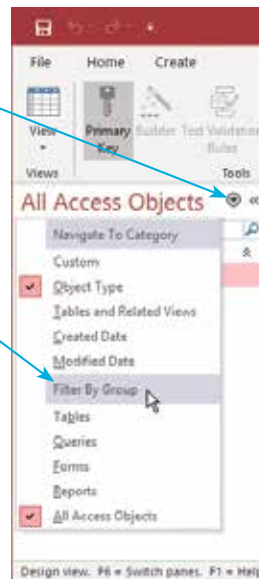 File Home Create
View Primary Key Builder Test Validation Rules
Views Tools
All Access Objects
Navigate To Category
Custom
Object Type
Tables and Related Views
Created Date
Modified Date
Filter By Group
Tables
Queries
Forms
Reports
All Access Objects
Design view. F6 = Switch panes. F1 = Help